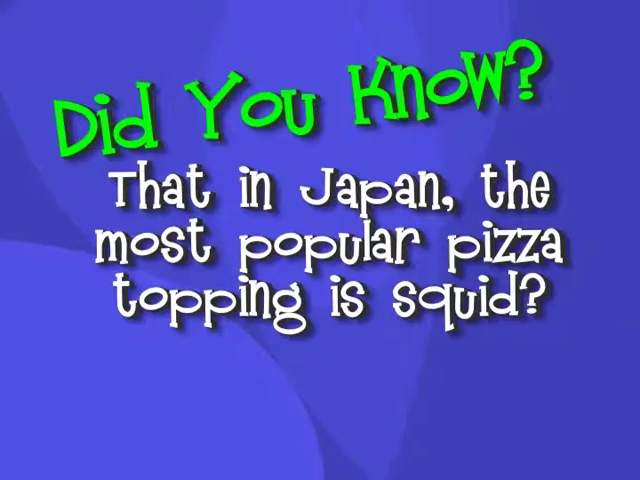 Did You Know?
That in Japan, the
most popular pizza
topping is squid?